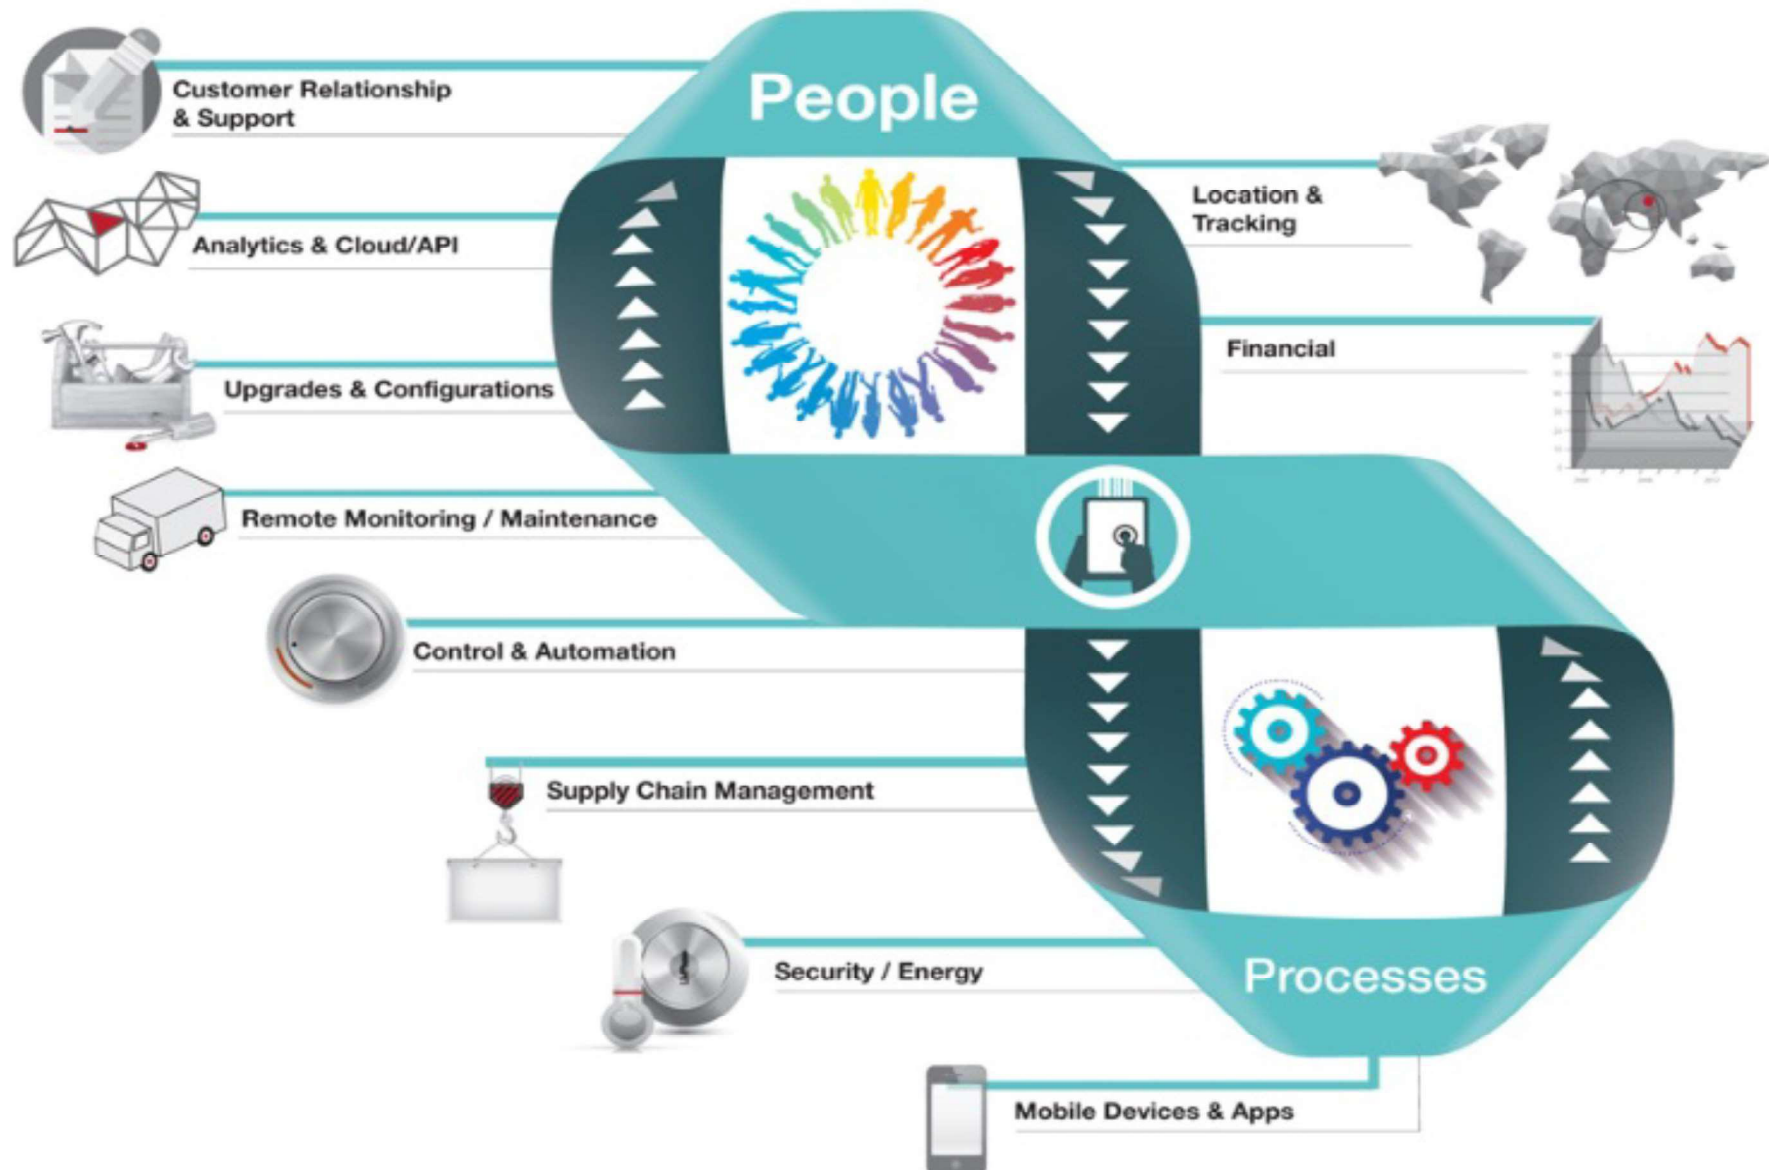 People
Customer Relationship
& Support
Analytics & Cloud/API
Upgrades & Configurations
Remote Monitoring / Maintenance
Control & Automation
Supply Chain Management
Security / Energy
Mobile Devices & Apps
Location &
Tracking
Financial
Processes